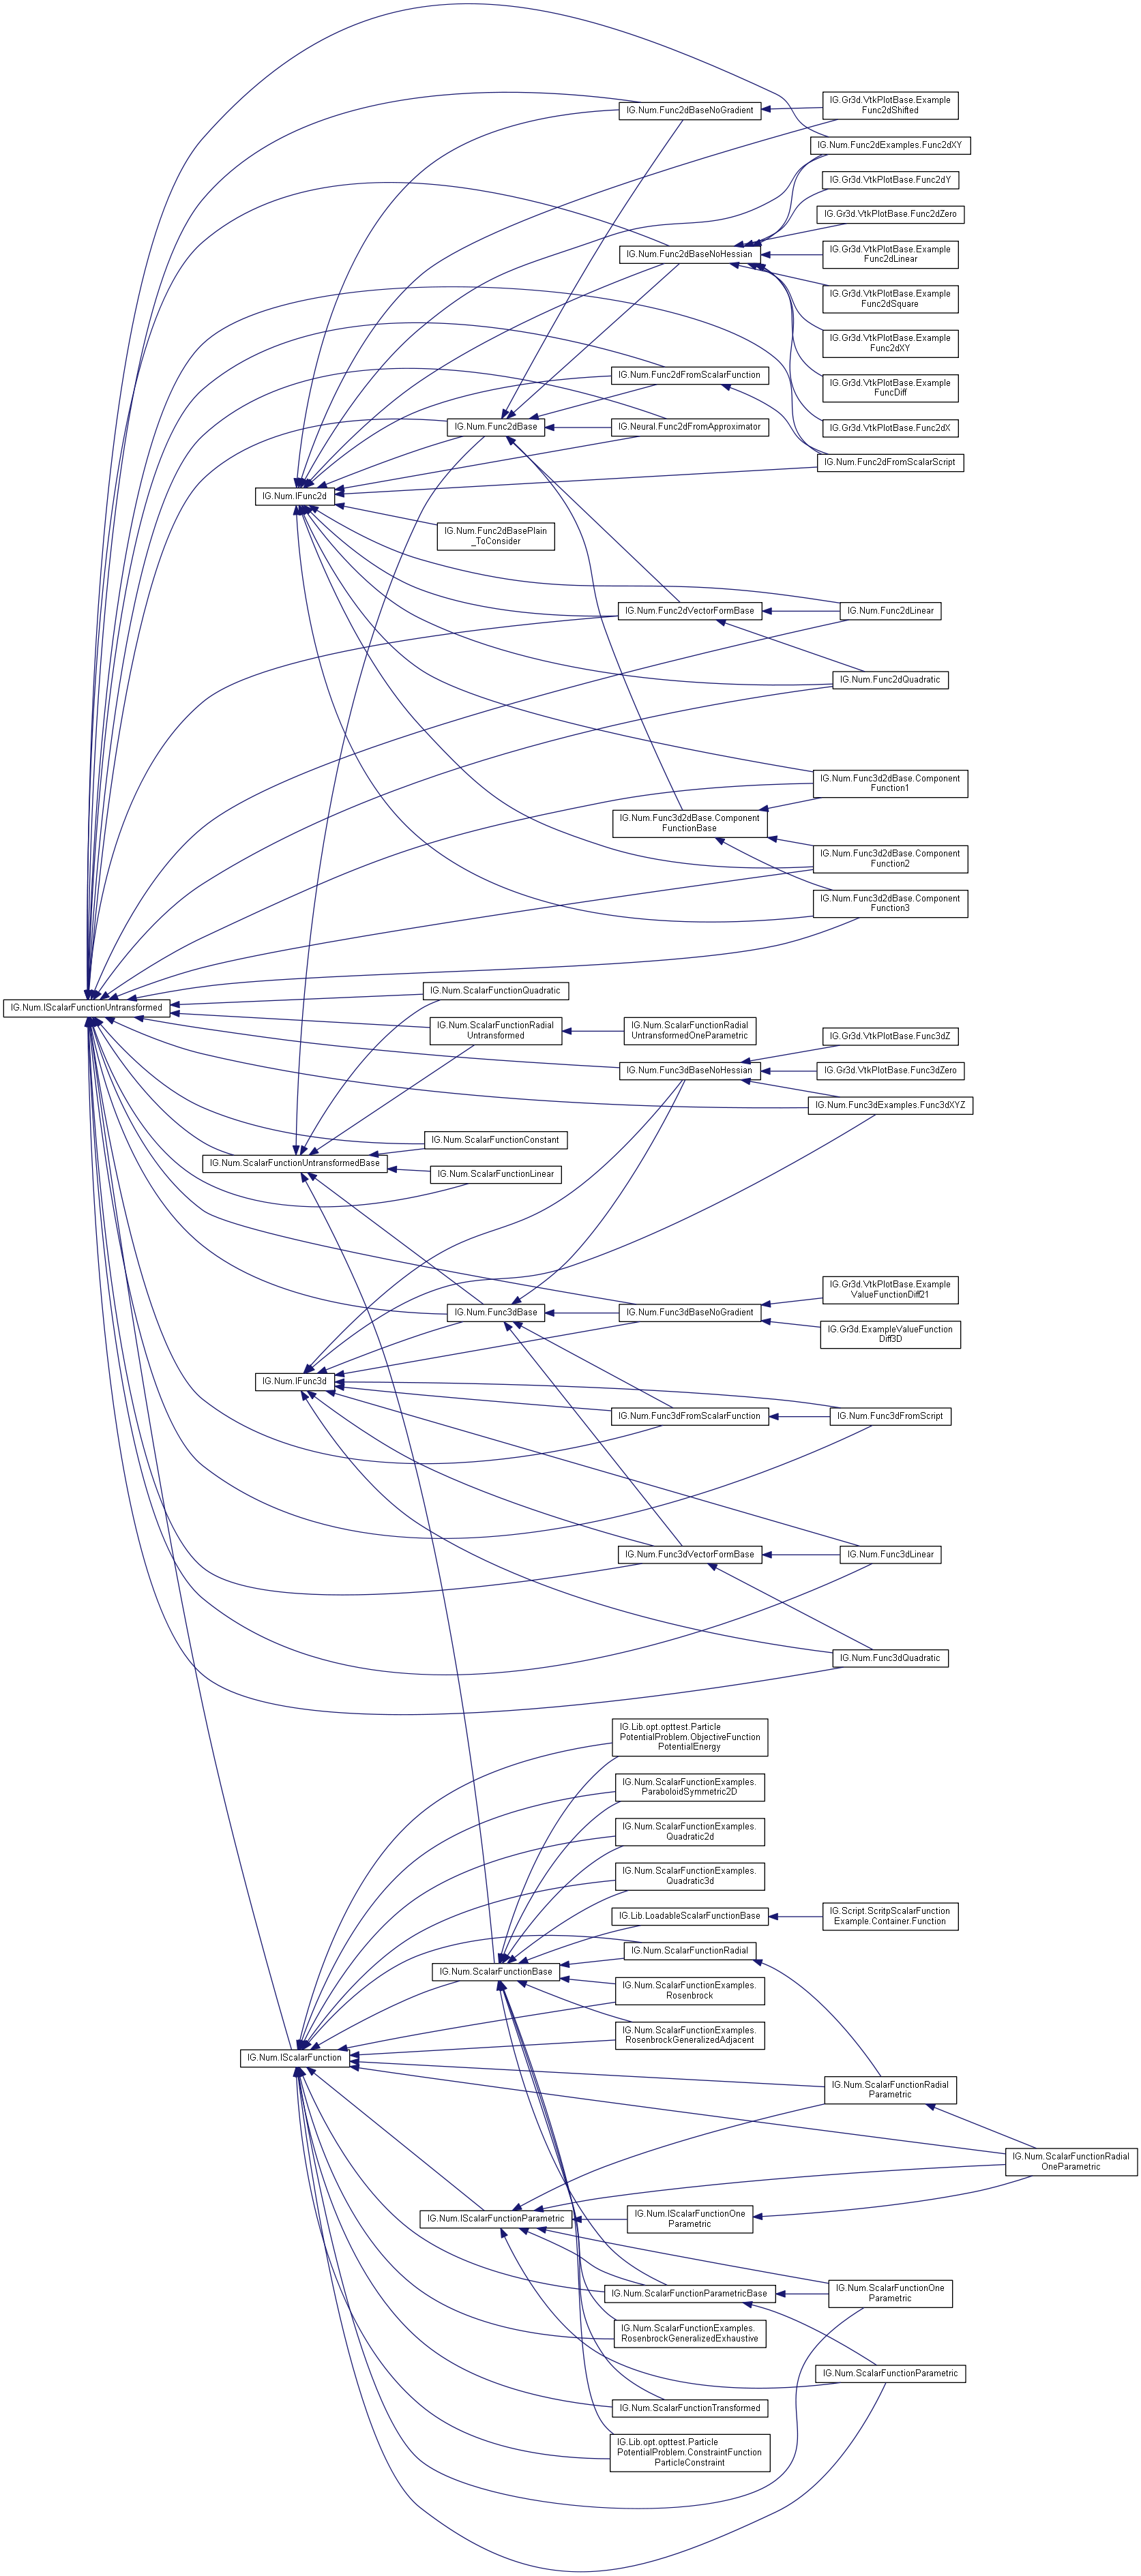 IG.Gr3d.VtkPlotBase.Example
Func2dShifted
IG.Num.Func2dBaseNoGradient
IG.Num.Func2dExamples.Func2dXY
IG.Gr3d.VtkPlotBase.Func2dY
IG.Gr3d.VtkPlotBase.Func2dZero
IG.Num.Func2dBaseNoHessian
IG.Gr3d.VtkPlotBase.Example
Func2dLinear
IG.Gr3d.VtkPlotBase.Example
Func2dSquare
IG.Gr3d.VtkPlotBase.Example
Func2dXY
IG.Num.Func2dFromScalarFunction
IG.Gr3d.VtkPlotBase.Example
FuncDiff
IG.Num.Func2dBase
IG.Neural.Func2dFromApproximator
IG.Gr3d.VtkPlotBase.Func2dX
IG.Num.Func2dFromScalarScript
IG.Num.IFunc2d
IG.Num.Func2dBasePlain
_ToConsider
IG.Num.Func2dVectorFormBase
IG.Num.Func2dLinear
IG.Num.Func2dQuadratic
IG.Num.Func3d2dBase.Component
Function1
IG.Num.Func3d2dBase.Component
FunctionBase
IG.Num.Func3d2dBase.Component
Function2
IG.Num.Func3d2dBase.Component
Function3
IG.Num.ScalarFunctionQuadratic
IG.Num.IScalarFunctionUntransformed
IG.Num.ScalarFunctionRadial
Untransformed
IG.Num.ScalarFunctionRadial
UntransformedOneParametric
IG.Gr3d.VtkPlotBase.Func3dZ
IG.Num.Func3dBaseNoHessian
IG.Gr3d.VtkPlotBase.Func3dZero
IG.Num.Func3dExamples.Func3dXYZ
IG.Num.ScalarFunctionConstant
IG.Num.ScalarFunctionUntransformedBase
IG.Num.ScalarFunctionLinear
IG.Gr3d.VtkPlotBase.Example
ValueFunctionDiff21
IG.Num.Func3dBase
IG.Num.Func3dBaseNoGradient
IG.Gr3d.ExampleValueFunction
Diff3D
IG.Num.IFunc3d
IG.Num.Func3dFromScalarFunction
IG.Num.Func3dFromScript
IG.Num.Func3dVectorFormBase
IG.Num.Func3dLinear
IG.Num.Func3dQuadratic
IG.Lib.opt.opttest.Particle
PotentialProblem.ObjectiveFunction
PotentialEnergy
IG.Num.ScalarFunctionExamples.
ParaboloidSymmetric2D
IG.Num.ScalarFunctionExamples.
Quadratic2d
IG.Num.ScalarFunctionExamples.
Quadratic3d
IG.Lib.LoadableScalarFunctionBase
IG.Script.ScritpScalarFunction
Example.Container.Function
IG.Num.ScalarFunctionRadial
IG.Num.ScalarFunctionBase
IG.Num.ScalarFunctionExamples.
Rosenbrock
IG.Num.ScalarFunctionExamples.
RosenbrockGeneralizedAdjacent
IG.Num.IScalarFunction
IG.Num.ScalarFunctionRadial
Parametric
IG.Num.ScalarFunctionRadial
OneParametric
IG.Num.IScalarFunctionParametric
IG.Num.IScalarFunctionOne
Parametric
IG.Num.ScalarFunctionParametricBase
IG.Num.ScalarFunctionOne
Parametric
IG.Num.ScalarFunctionExamples.
RosenbrockGeneralizedExhaustive
IG.Num.ScalarFunctionParametric
IG.Num.ScalarFunctionTransformed
IG.Lib.opt.opttest.Particle
PotentialProblem.ConstraintFunction
ParticleConstraint